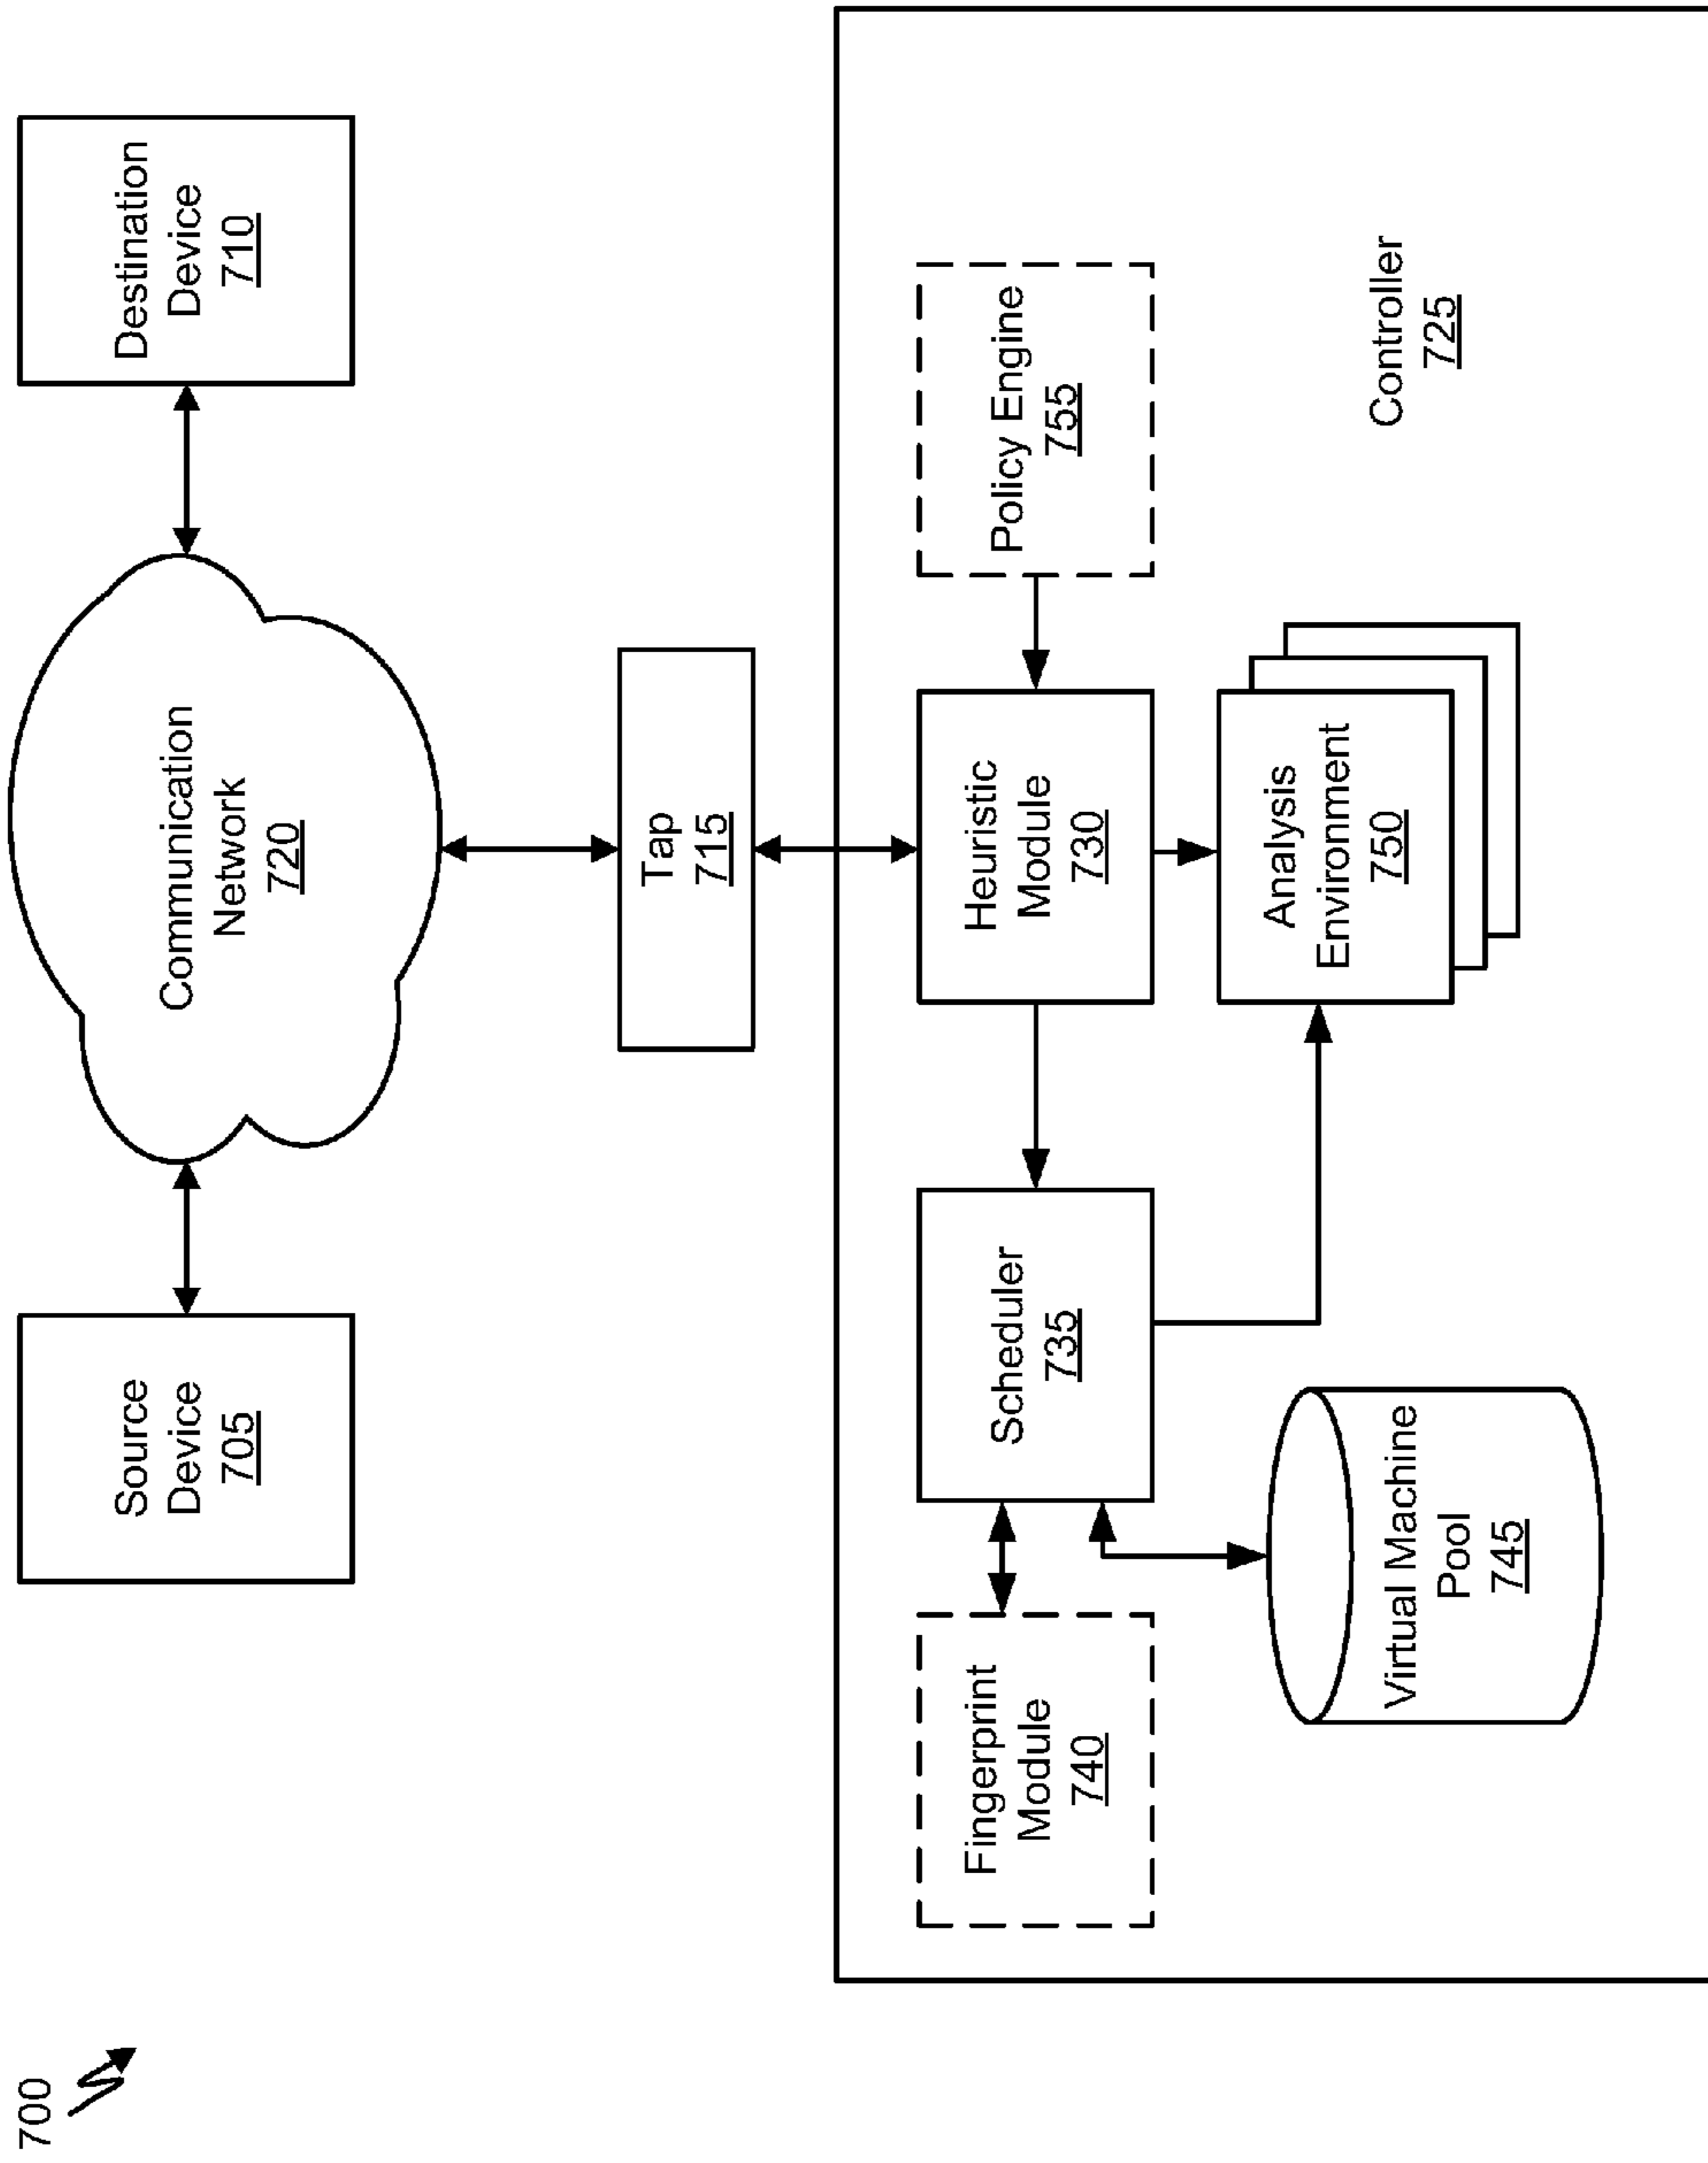 700
Source
Device
705
Communication
Network
720
Destination
Device
710
Tap
715
Fingerprint
Module
740
Scheduler
735
Heuristic
Module
730
Policy Engine
755
Virtual Machine
Pool
745
Analysis
Environment
750
Controller
725